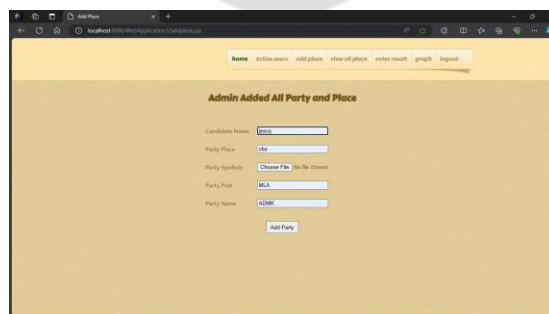 Add Place
localhost:8080/WebApplication1/addplace.jsp
home active users add place view all place voter result graph logout
Admin Added All Party and Place
Candidate Name
Party Place cbe
Party Symbols Choose File No file chosen
Party Post MLA
Party Name ADMK
Add Party